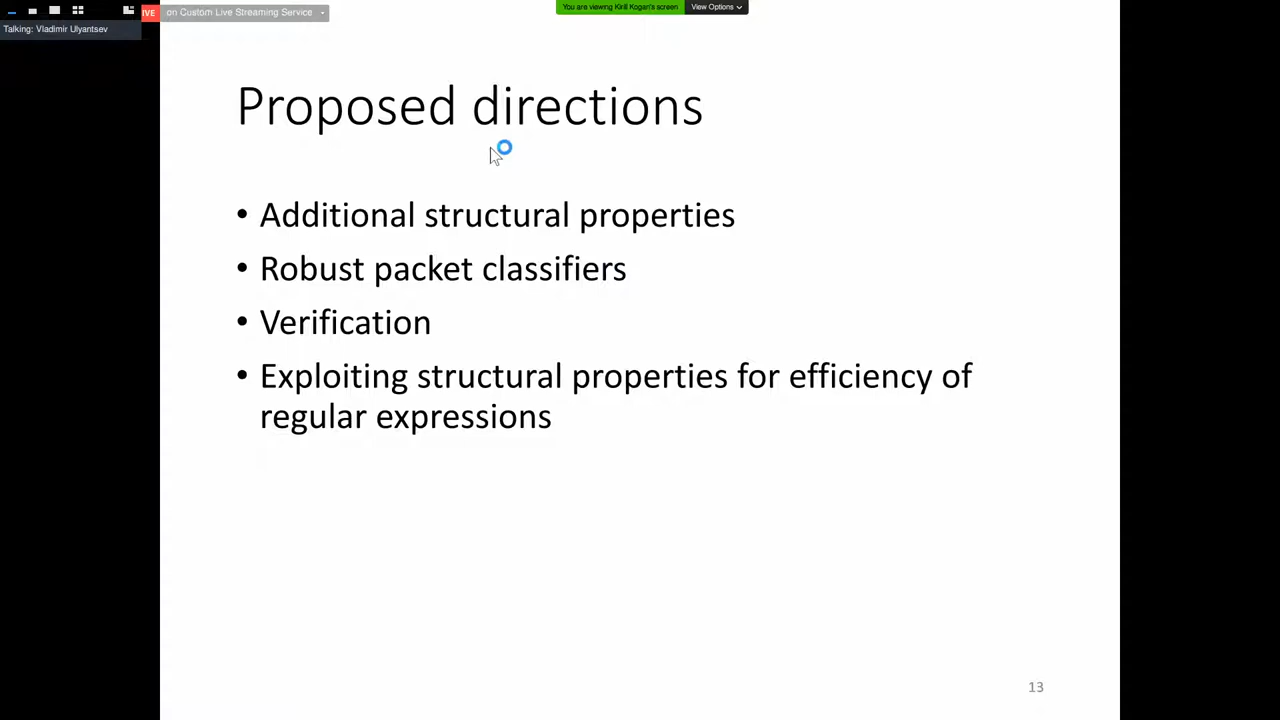 LIVE on Custom Live Streaming Service
You are viewing Kirill Kogan's screen View Options
Talking: Vladimir Ulyantsev
Proposed directions
• Additional structural properties
• Robust packet classifiers
• Verification
• Exploiting structural properties for efficiency of
regular expressions
13